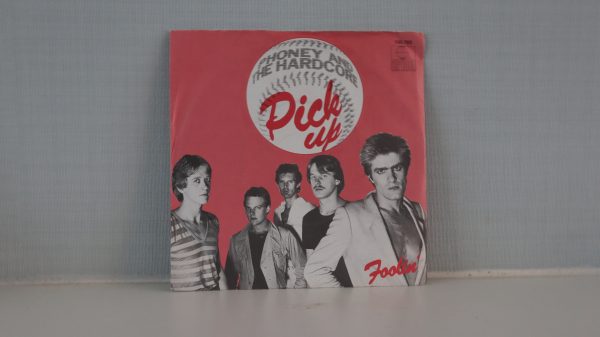 PHONEY AND
THE HARDCORE
Pick
up
Foolin'